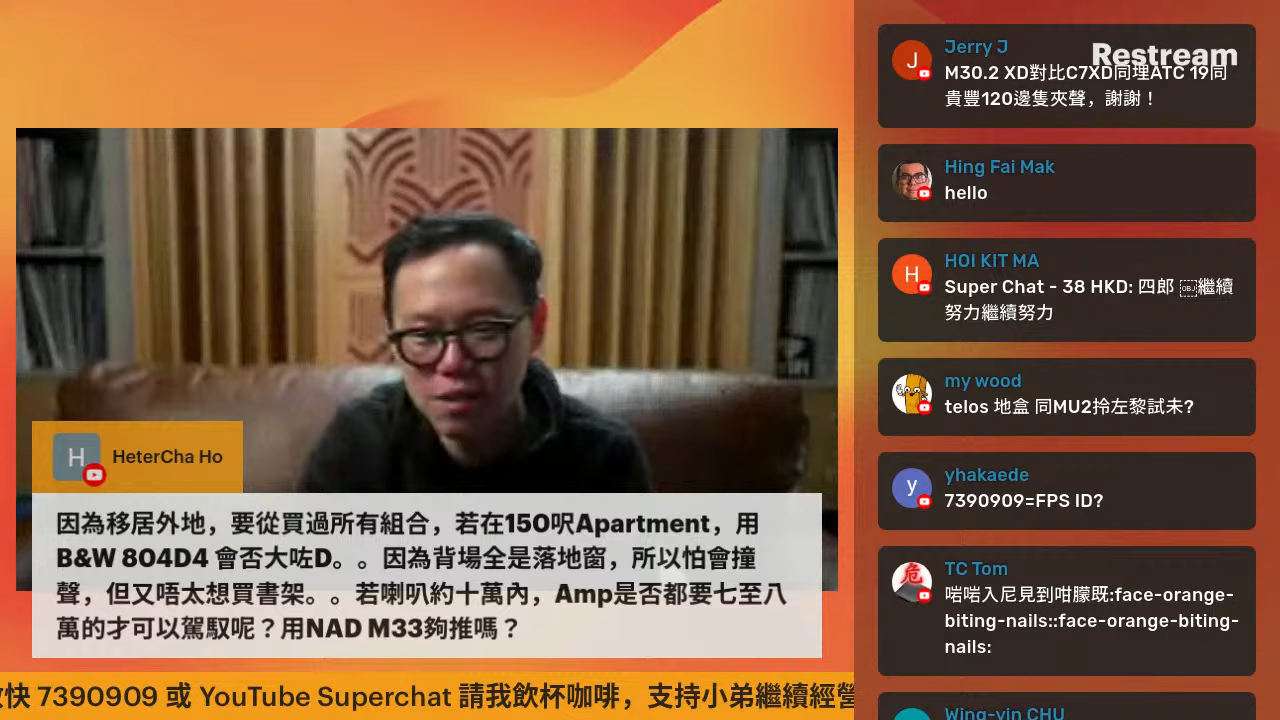 Restream
Jerry J
M30.2 XD對比C7XD同埋ATC 19同
貴豐120邊隻夾聲，謝謝！
Hing Fai Mak
hello
HOI KIT MA
Super Chat - 38 HKD: 四郎 繼續
努力繼續努力
my wood
telos 地盒 同MU2拎左黎試未?
yhakaede
7390909=FPS ID?
TC Tom
啱啱入尼見到咁朦既:face-orange-
biting-nails::face-orange-biting-
nails:
Wing-yin CHU
H HeterCha Ho
因為移居外地，要從買過所有組合，若在150呎Apartment，用
B&W 804D4 會否大咗D。。因為背場全是落地窗，所以怕會撞
聲，但又唔太想買書架。。若喇叭約十萬內，Amp是否都要七至八
萬的才可以駕馭呢？用NAD M33夠推嗎？
快 7390909 或 YouTube Superchat 請我飲杯咖啡，支持小弟繼續經營